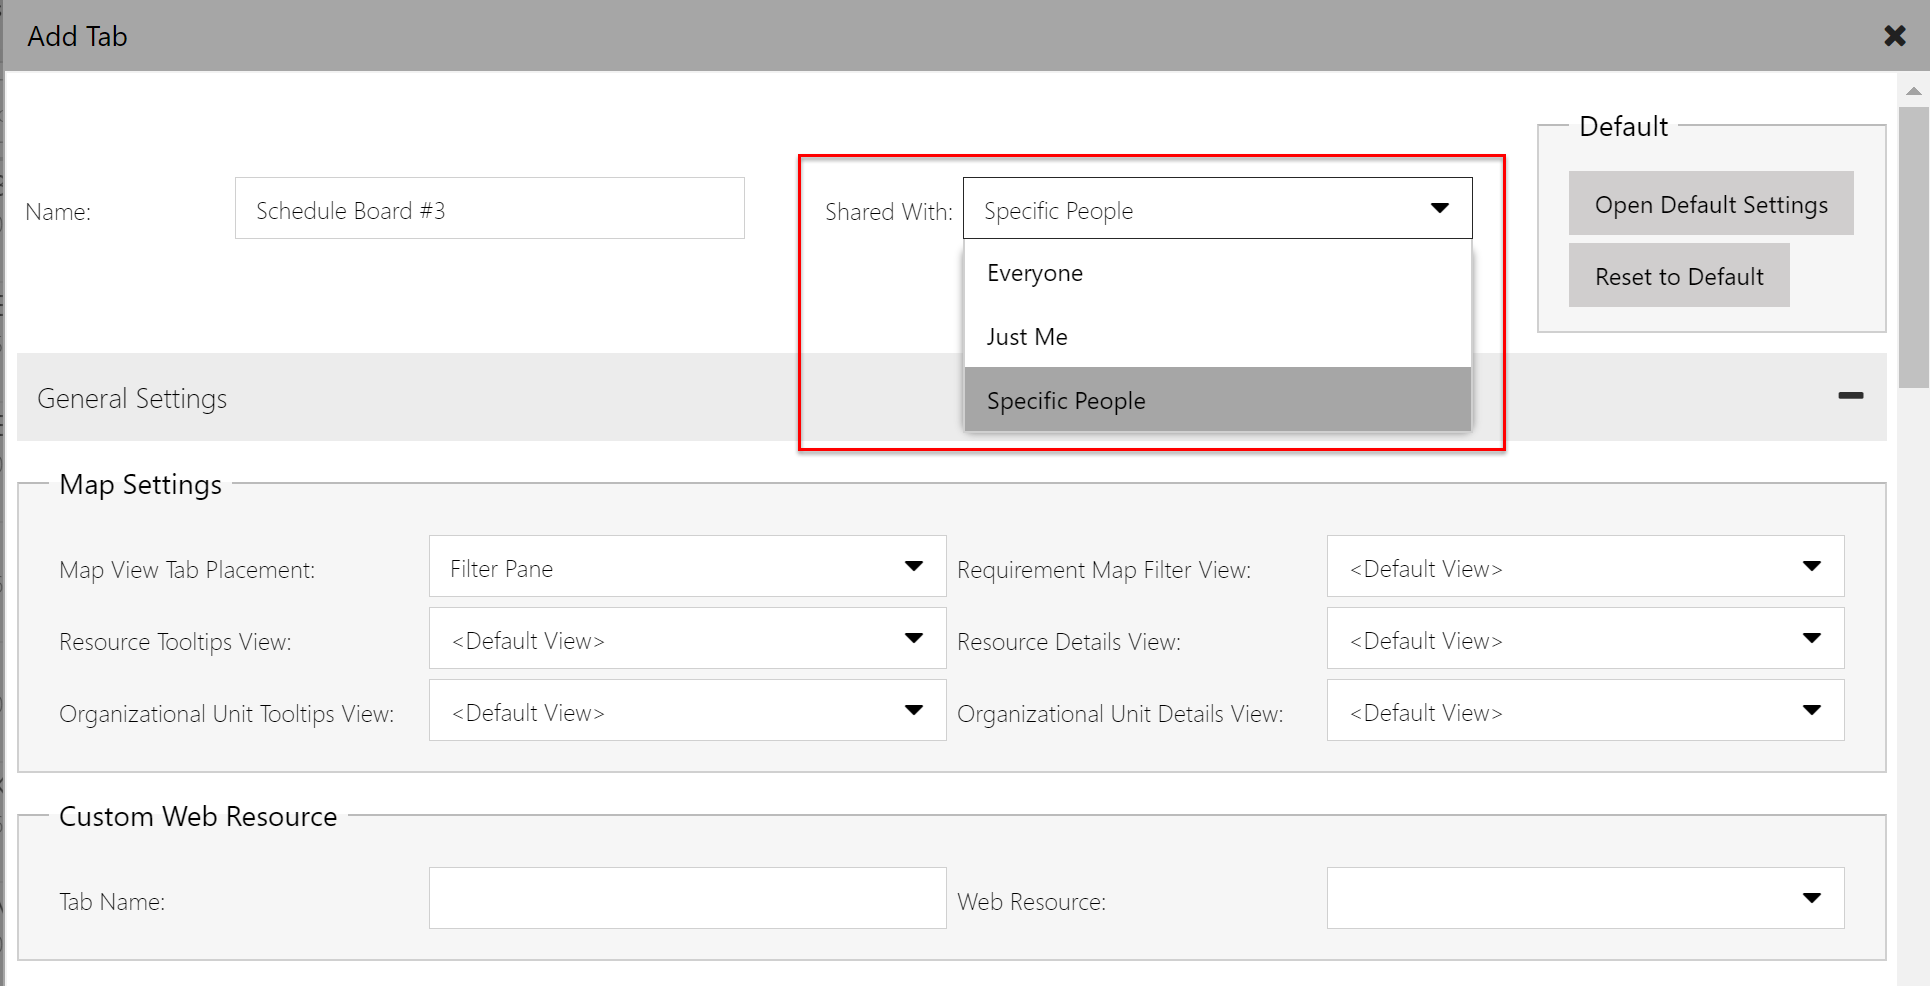 Add Tab
Default
Name:
Schedule Board #3
Shared With:
Specific People
Open Default Settings
Everyone
Reset to Default
Just Me
Specific People
General Settings
Map Settings
Map View Tab Placement:
Filter Pane
Requirement Map Filter View:
<Default View>
Resource Tooltips View:
<Default View>
Resource Details View:
<Default View>
Organizational Unit Tooltips View:
<Default View>
Organizational Unit Details View:
<Default View>
Custom Web Resource
Tab Name:
Web Resource: